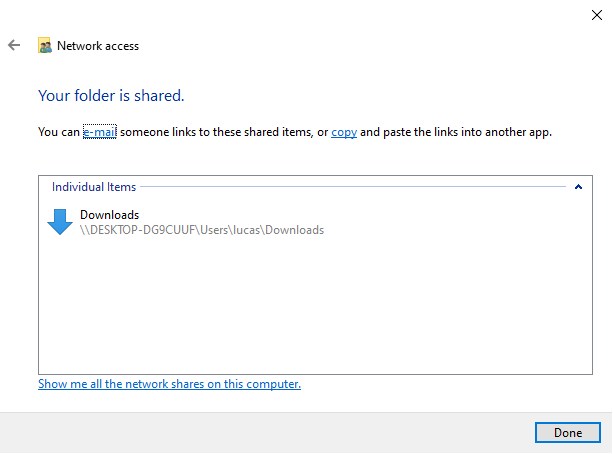 Network access
Your folder is shared.
You can e-mail someone links to these shared items, or copy and paste the links into another app.
Individual Items
Downloads
\\DESKTOP-DG9CUUF\Users\lucas\Downloads
Show me all the network shares on this computer.
Done